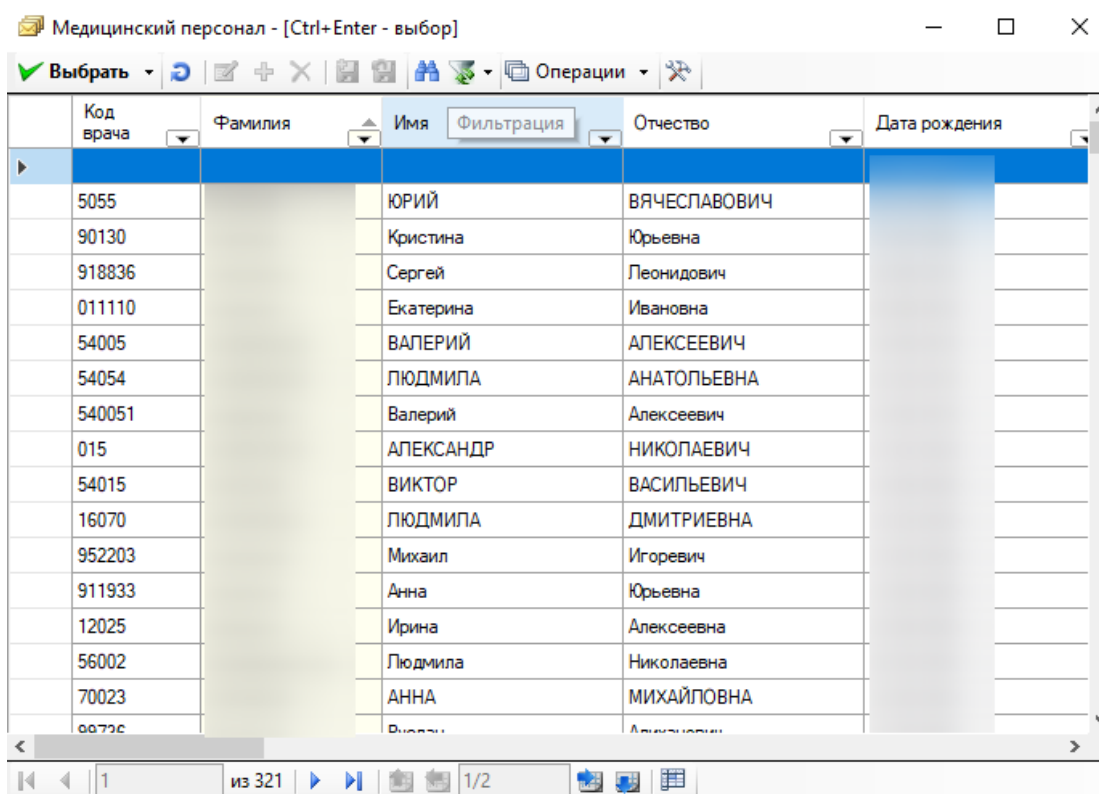 Медицинский персонал - [Ctrl+Enter - выбор]
Выбрать Операции
Код врача Фамилия Имя Фильтрация Отчество Дата рождения
5055 ЮРИЙ ВЯЧЕСЛАВОВИЧ
90130 Кристина Юрьевна
918836 Сергей Леонидович
011110 Екатерина Ивановна
54005 ВАЛЕРИЙ АЛЕКСЕЕВИЧ
54054 ЛЮДМИЛА АНАТОЛЬЕВНА
540051 Валерий Алексеевич
015 АЛЕКСАНДР НИКОЛАЕВИЧ
54015 ВИКТОР ВАСИЛЬЕВИЧ
16070 ЛЮДМИЛА ДМИТРИЕВНА
952203 Михаил Игоревич
911933 Анна Юрьевна
12025 Ирина Алексеевна
56002 Людмила Николаевна
70023 АННА МИХАЙЛОВНА
1 из 321 1/2